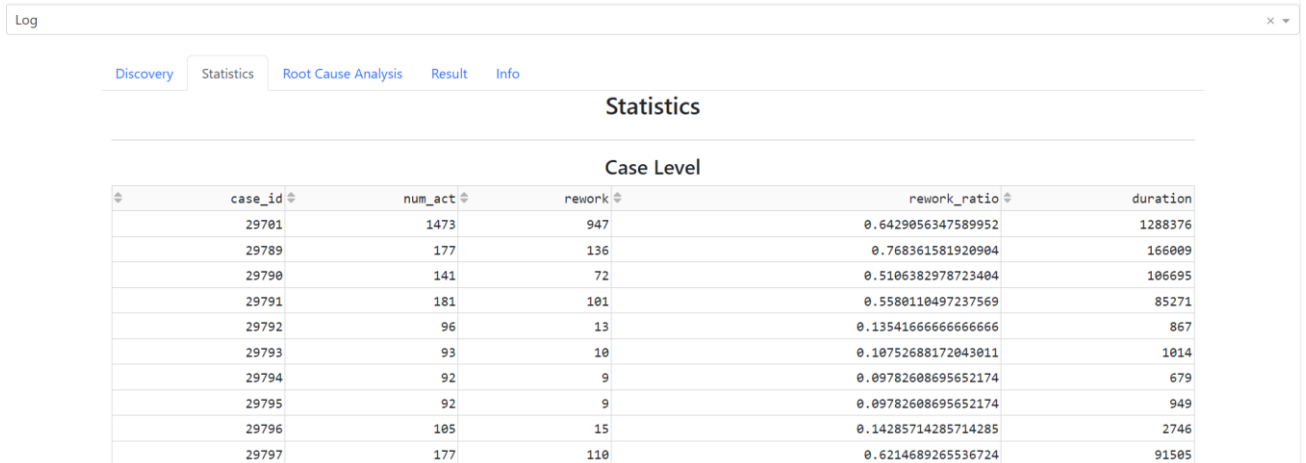 Log
Discovery Statistics Root Cause Analysis Result Info
Statistics
Case Level
case_id num_act rework rework_ratio duration
29701 1473 947 0.6429056347589952 1288376
29789 177 136 0.768361581920904 166009
29790 141 72 0.5106382978723404 106695
29791 181 101 0.5580110497237569 85271
29792 96 13 0.13541666666666666 867
29793 93 10 0.10752688172043011 1014
29794 92 9 0.09782608695652174 679
29795 92 9 0.09782608695652174 949
29796 105 15 0.14285714285714285 2746
29797 177 110 0.6214689265536724 91505